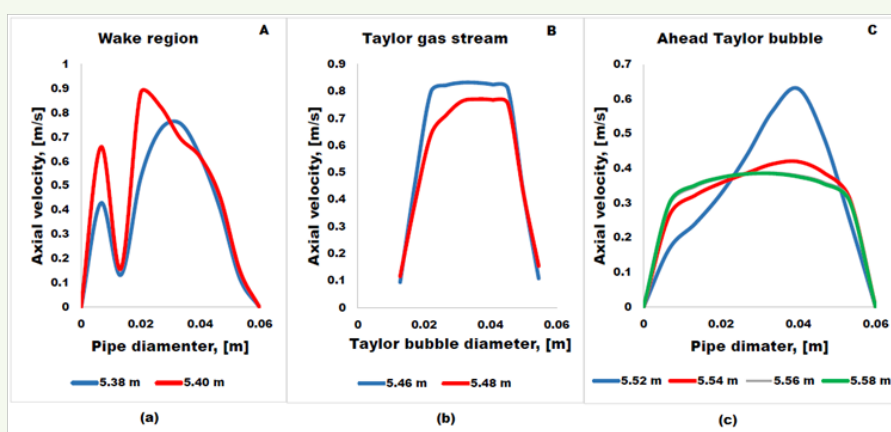 Wake region
A
Axial velocity, [m/s]
1
0.9
0.8
0.7
0.6
0.5
0.4
0.3
0.2
0.1
0
0 0.02 0.04 0.06
Pipe diamenter, [m]
5.38 m 5.40 m
(a)
Taylor gas stream
B
Axial velocity, [m/s]
0.9
0.8
0.7
0.6
0.5
0.4
0.3
0.2
0.1
0
0 0.02 0.04 0.06
Taylor bubble diameter, [m]
5.46 m 5.48 m
(b)
Ahead Taylor bubble
C
Axial velocity, [m/s]
0.7
0.6
0.5
0.4
0.3
0.2
0.1
0
0 0.02 0.04 0.06
Pipe dimater, [m]
5.52 m 5.54 m 5.56 m 5.58 m
(c)